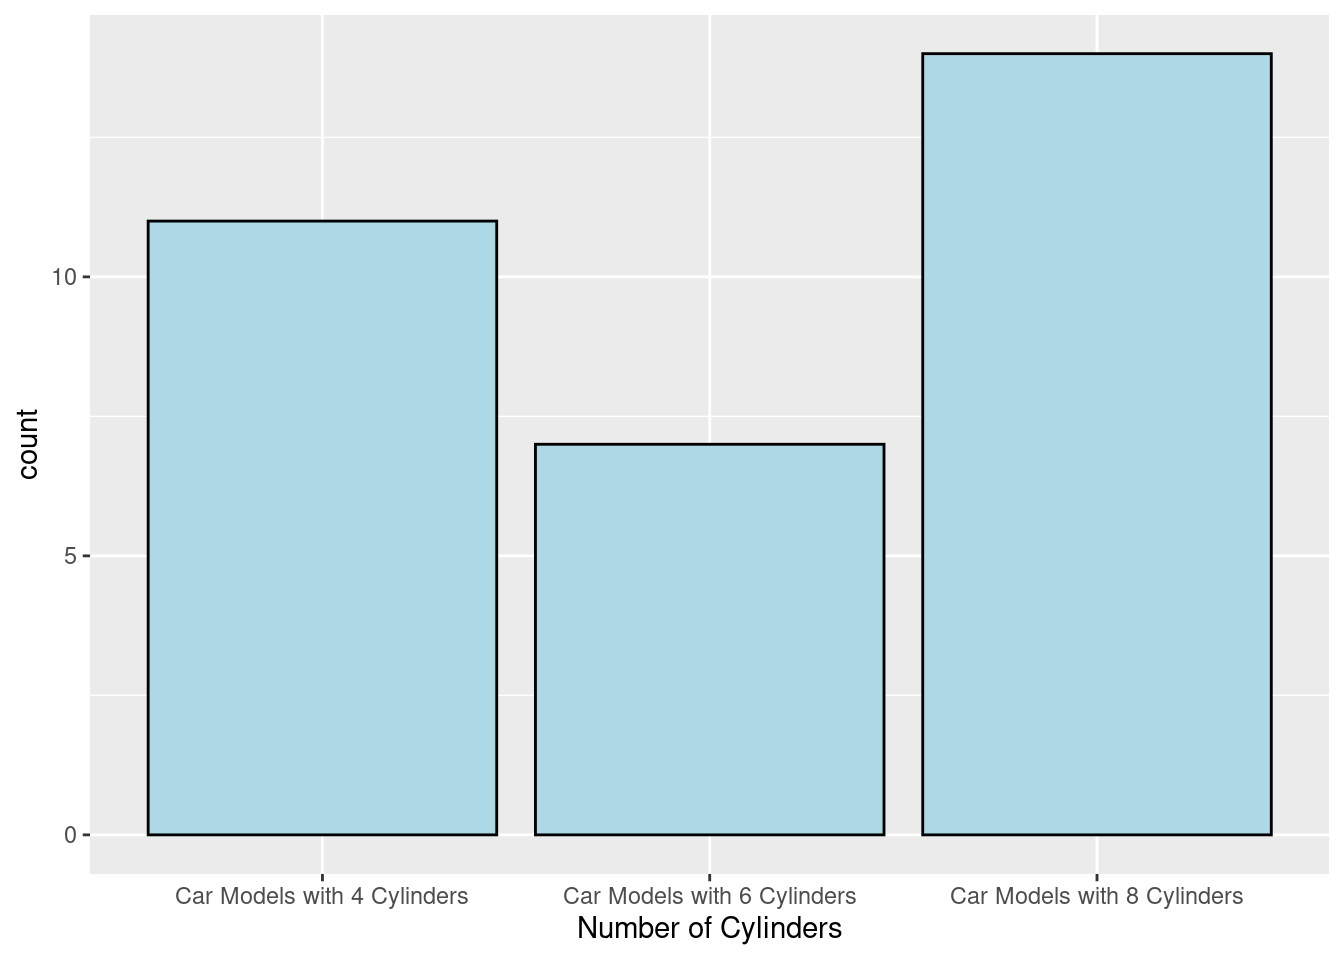 count
10
5
0
Car Models with 4 Cylinders
Car Models with 6 Cylinders
Car Models with 8 Cylinders
Number of Cylinders